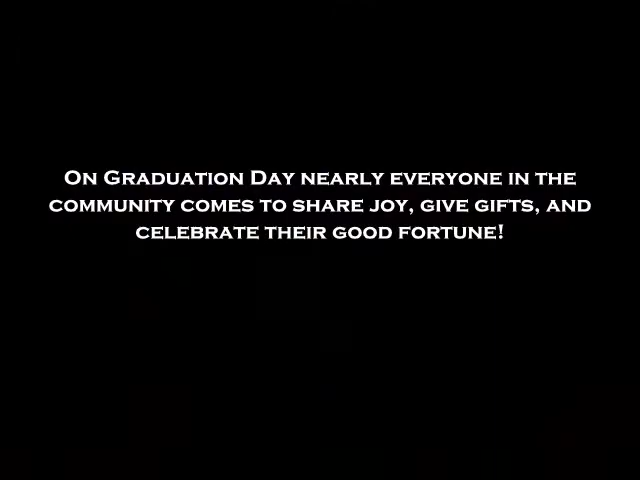 On Graduation Day nearly everyone in the
community comes to share joy, give gifts, and
celebrate their good fortune!